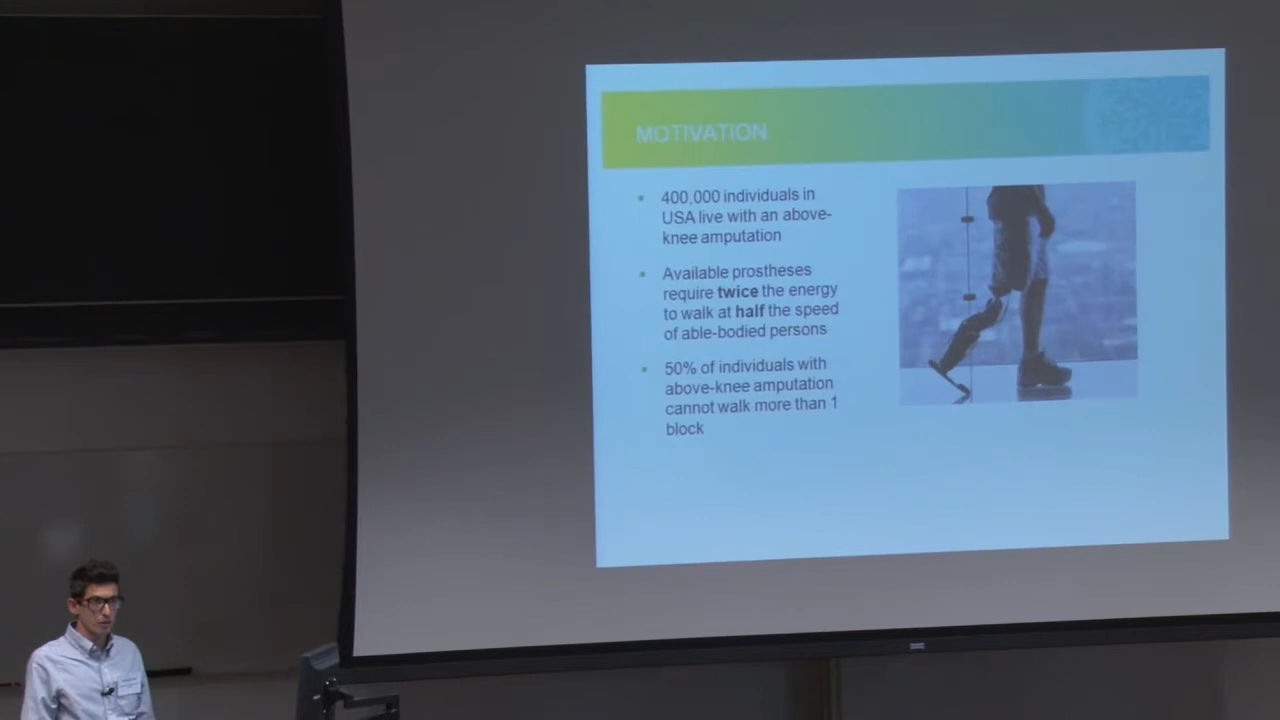 MOTIVATION
400,000 individuals in
USA live with an above-
knee amputation
Available prostheses
require twice the energy
to walk at half the speed
of able-bodied persons
50% of individuals with
above-knee amputation
cannot walk more than 1
block